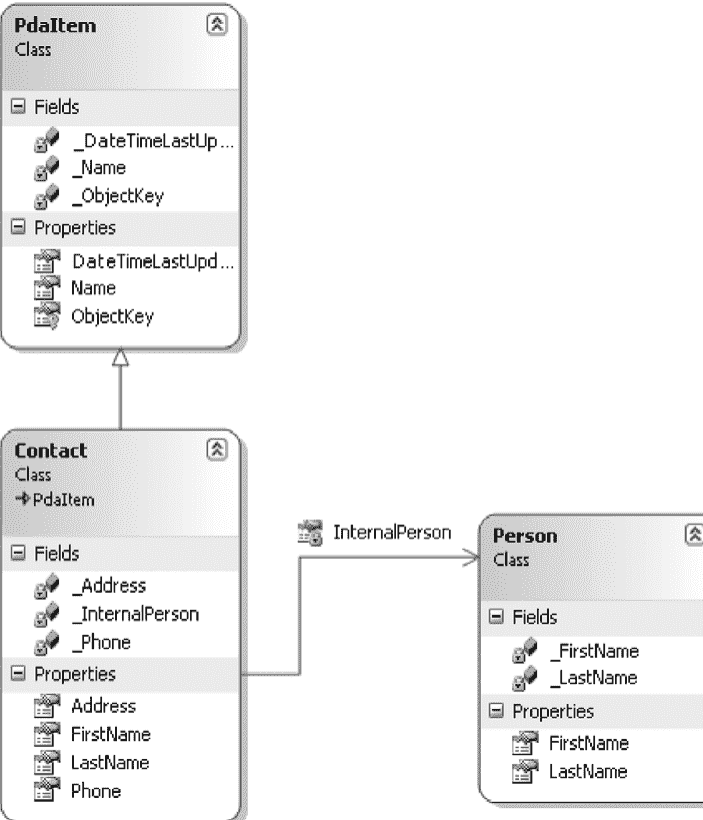 PdaItem
Class
Fields
_DateTimeLastUp...
_Name
_ObjectKey
Properties
DateTimeLastUpd...
Name
ObjectKey
Contact
Class
PdaItem
Fields
_Address
_InternalPerson
_Phone
Properties
Address
FirstName
LastName
Phone
InternalPerson
Person
Class
Fields
_FirstName
_LastName
Properties
FirstName
LastName